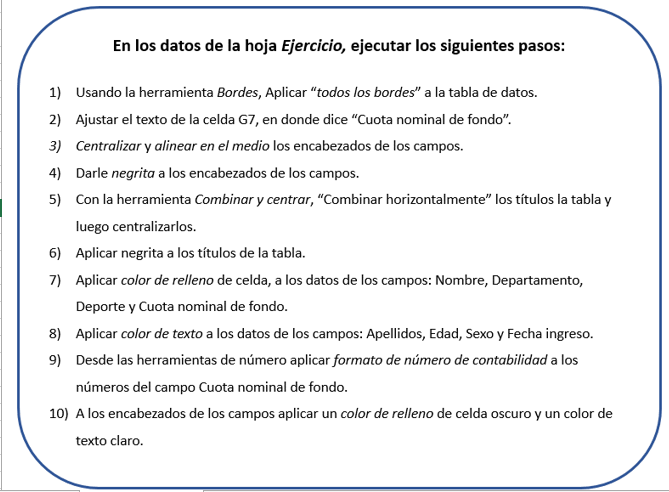 En los datos de la hoja Ejercicio, ejecutar los siguientes pasos:
1) Usando la herramienta Bordes, Aplicar “todos los bordes” a la tabla de datos.
2) Ajustar el texto de la celda G7, en donde dice “Cuota nominal de fondo”.
3) Centralizar y alinear en el medio los encabezados de los campos.
4) Darle negrita a los encabezados de los campos.
5) Con la herramienta Combinar y centrar, “Combinar horizontalmente” los títulos la tabla y
luego centralizarlos.
6) Aplicar negrita a los títulos de la tabla.
7) Aplicar color de relleno de celda, a los datos de los campos: Nombre, Departamento,
Deporte y Cuota nominal de fondo.
8) Aplicar color de texto a los datos de los campos: Apellidos, Edad, Sexo y Fecha ingreso.
9) Desde las herramientas de número aplicar formato de número de contabilidad a los
números del campo Cuota nominal de fondo.
10) A los encabezados de los campos aplicar un color de relleno de celda oscuro y un color de
texto claro.